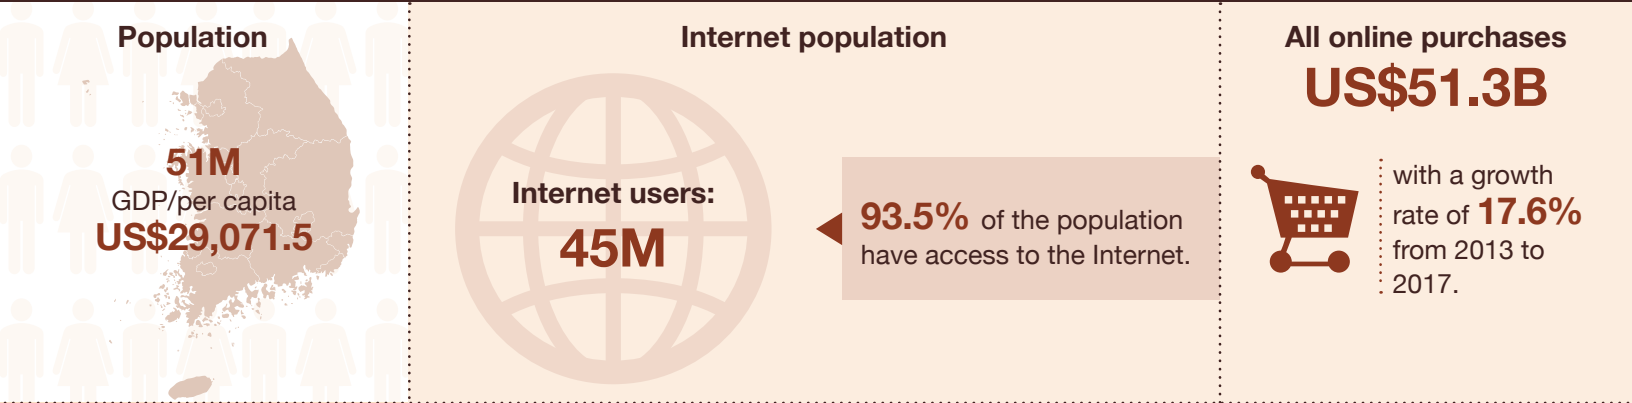 Population
51M
GDP/per capita
US$29,071.5
Internet population
Internet users:
45M
93.5% of the population
have access to the Internet.
All online purchases
US$51.3B
with a growth
rate of 17.6%
from 2013 to
2017.